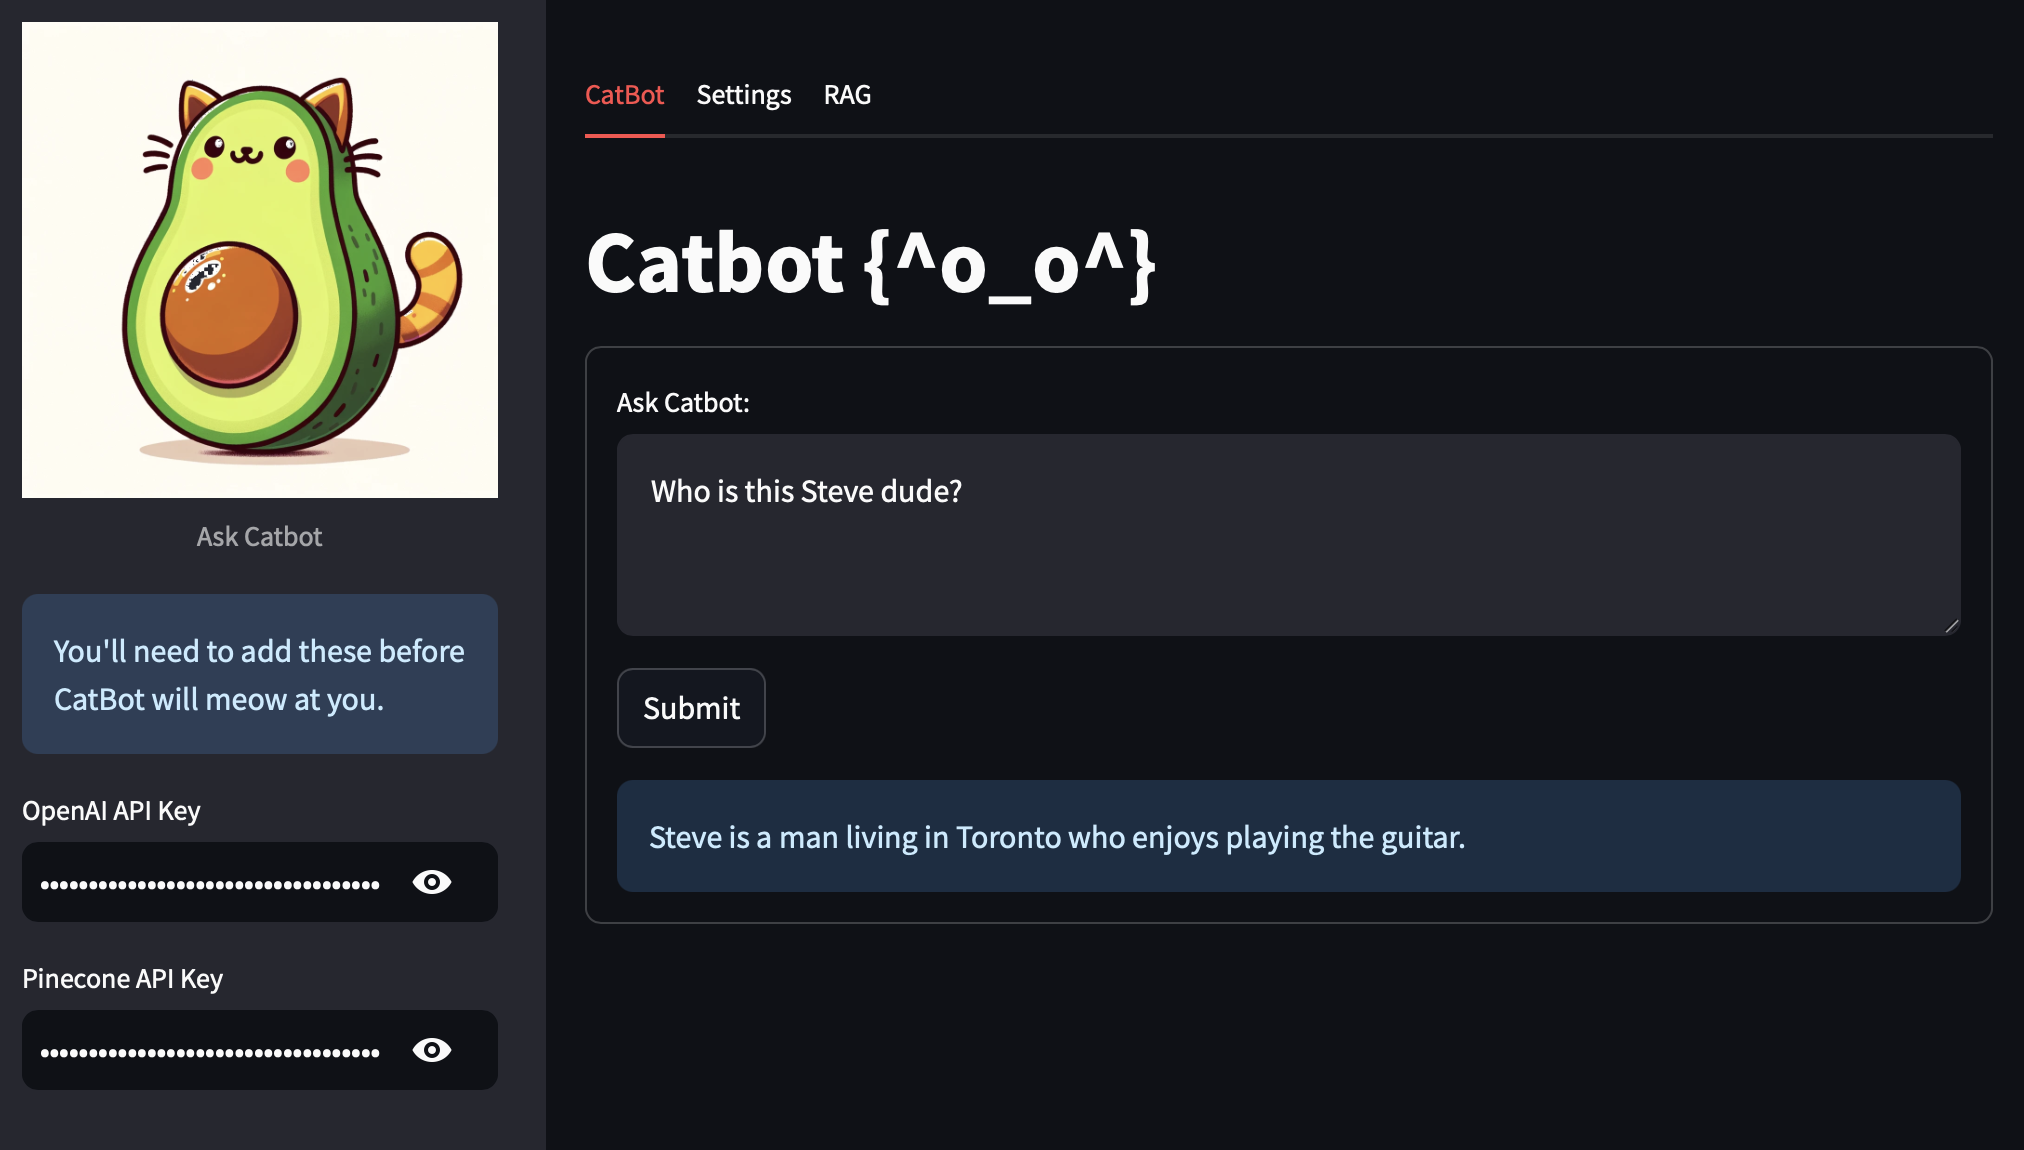 Ask Catbot
You'll need to add these before
CatBot will meow at you.
OpenAI API Key
•••••••••••••••••••••••••••••••••••
Pinecone API Key
•••••••••••••••••••••••••••••••••••
CatBot Settings RAG
Catbot {^o_o^}
Ask Catbot:
Who is this Steve dude?
Submit
Steve is a man living in Toronto who enjoys playing the guitar.